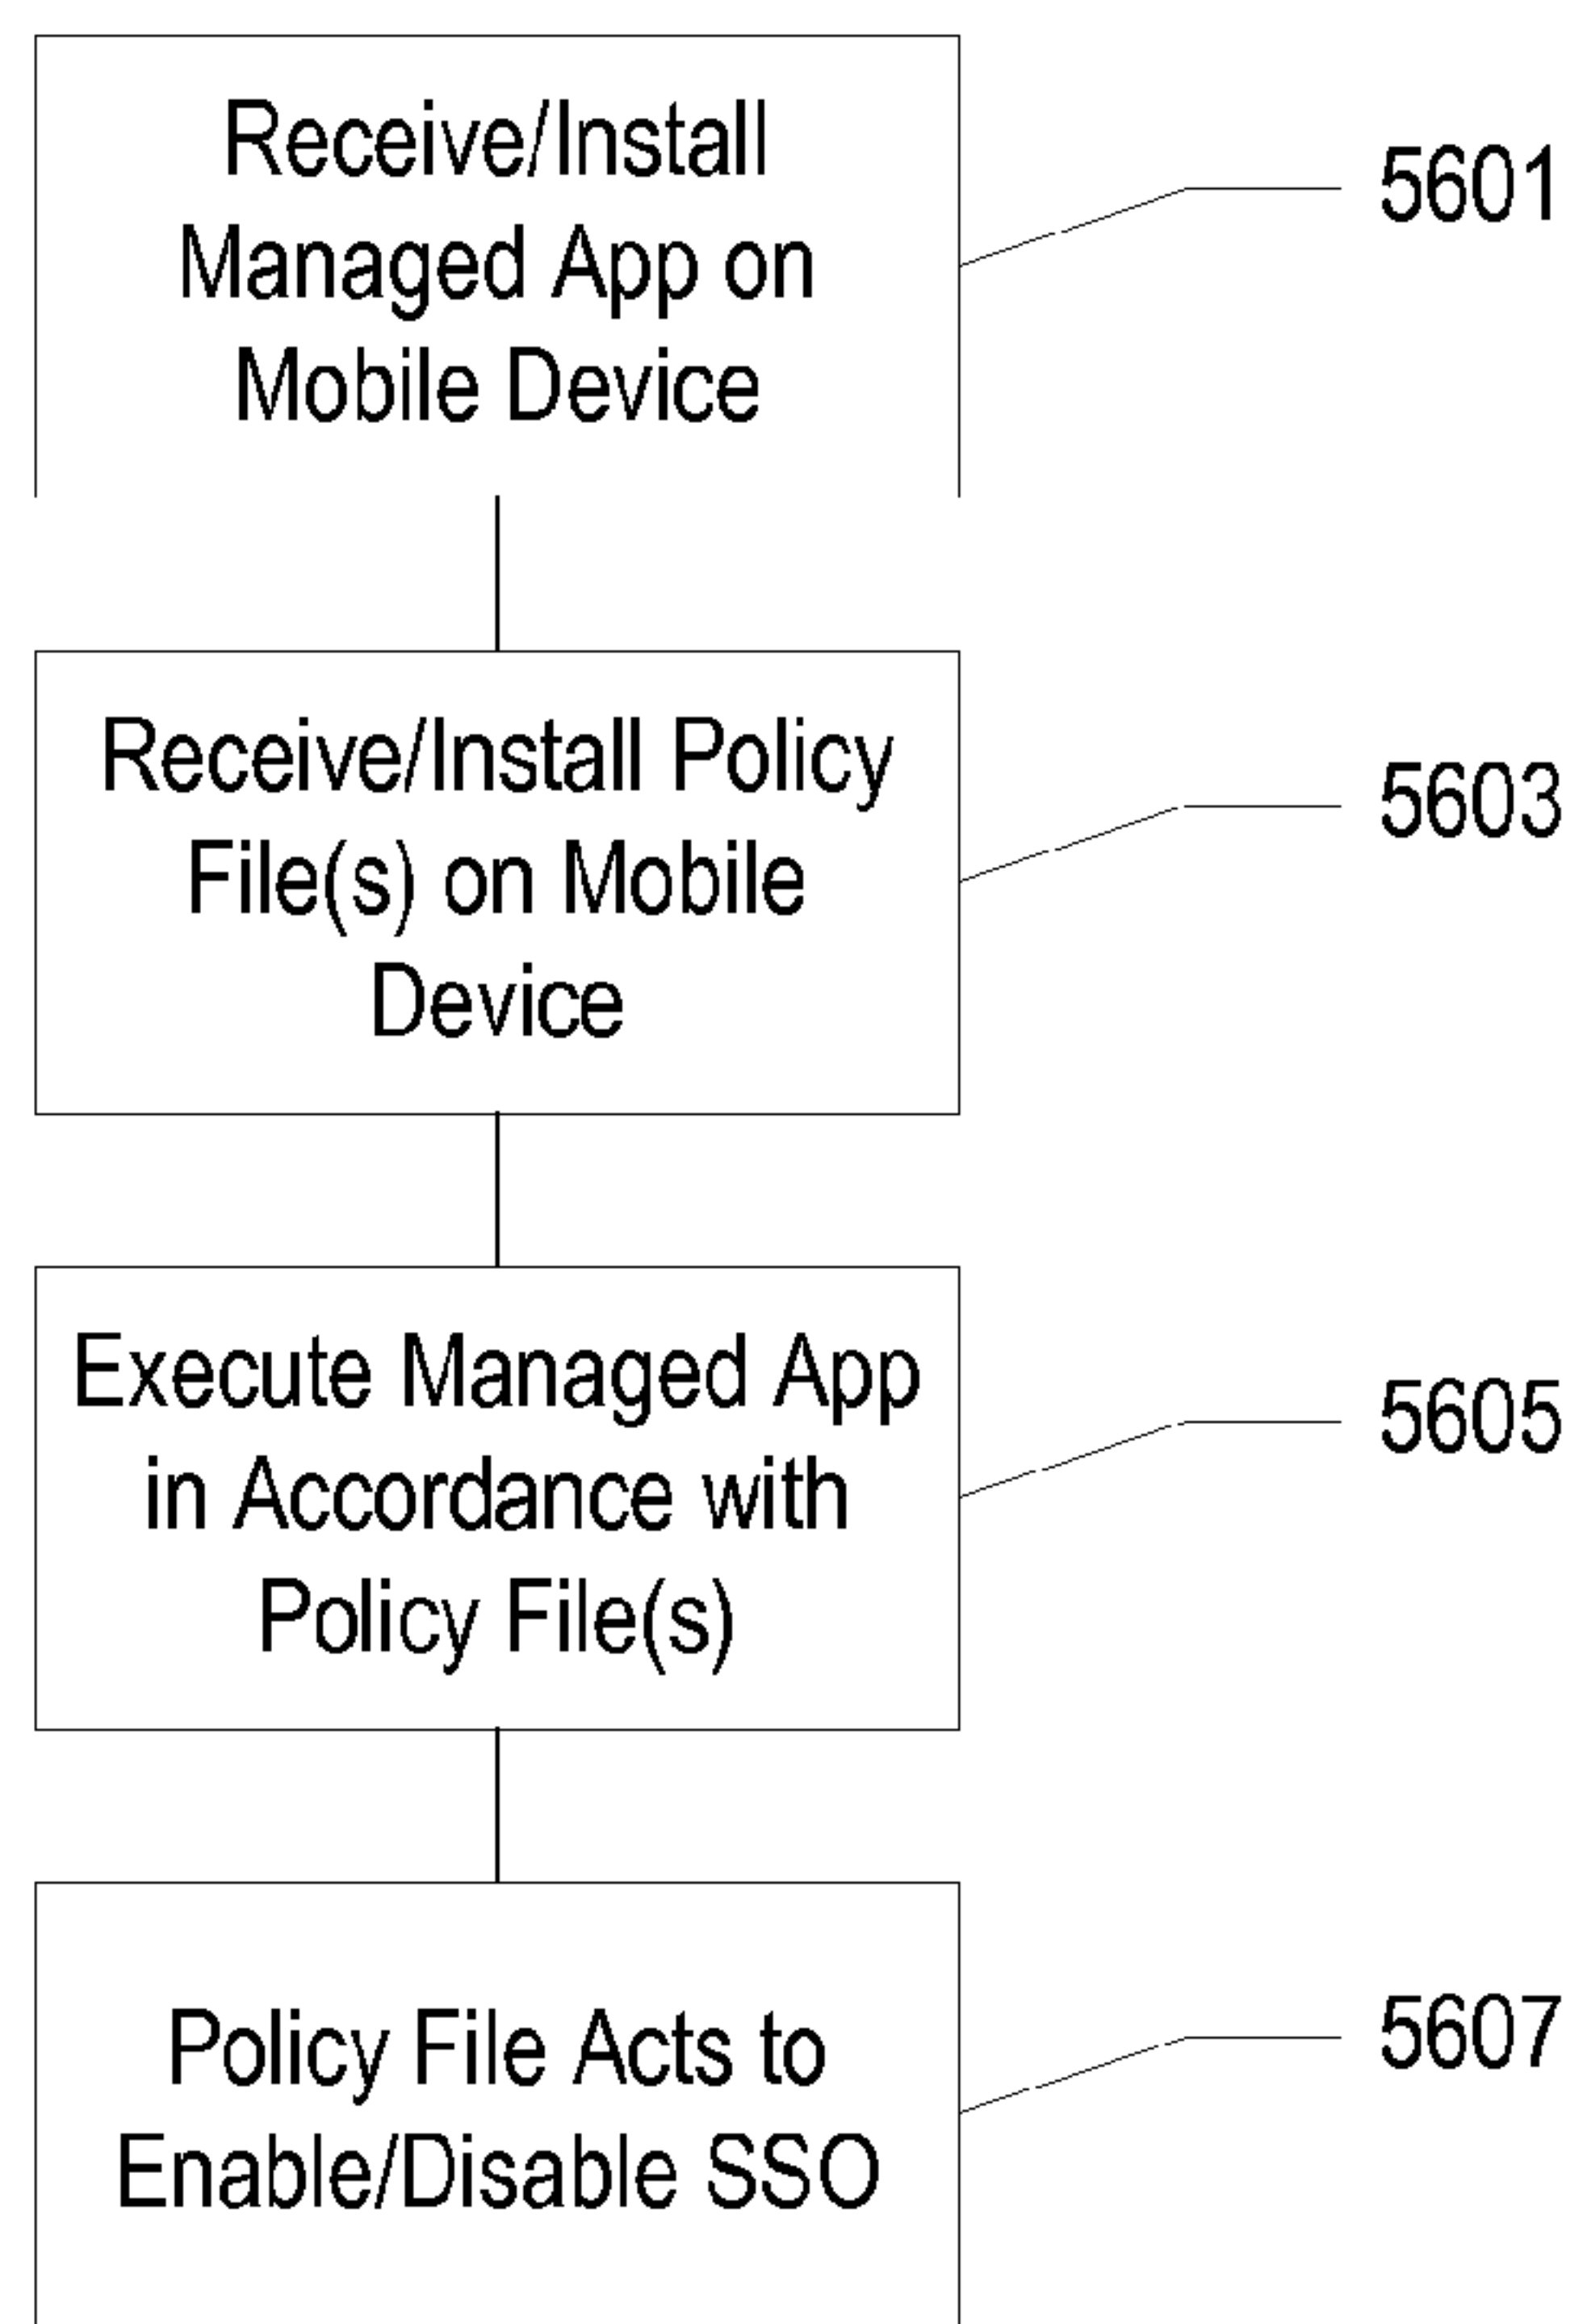 Receive/Install
Managed App on
Mobile Device
5601
Receive/Install Policy
File(s) on Mobile
Device
5603
Execute Managed App
in Accordance with
Policy File(s)
5605
Policy File Acts to
Enable/Disable SSO
5607